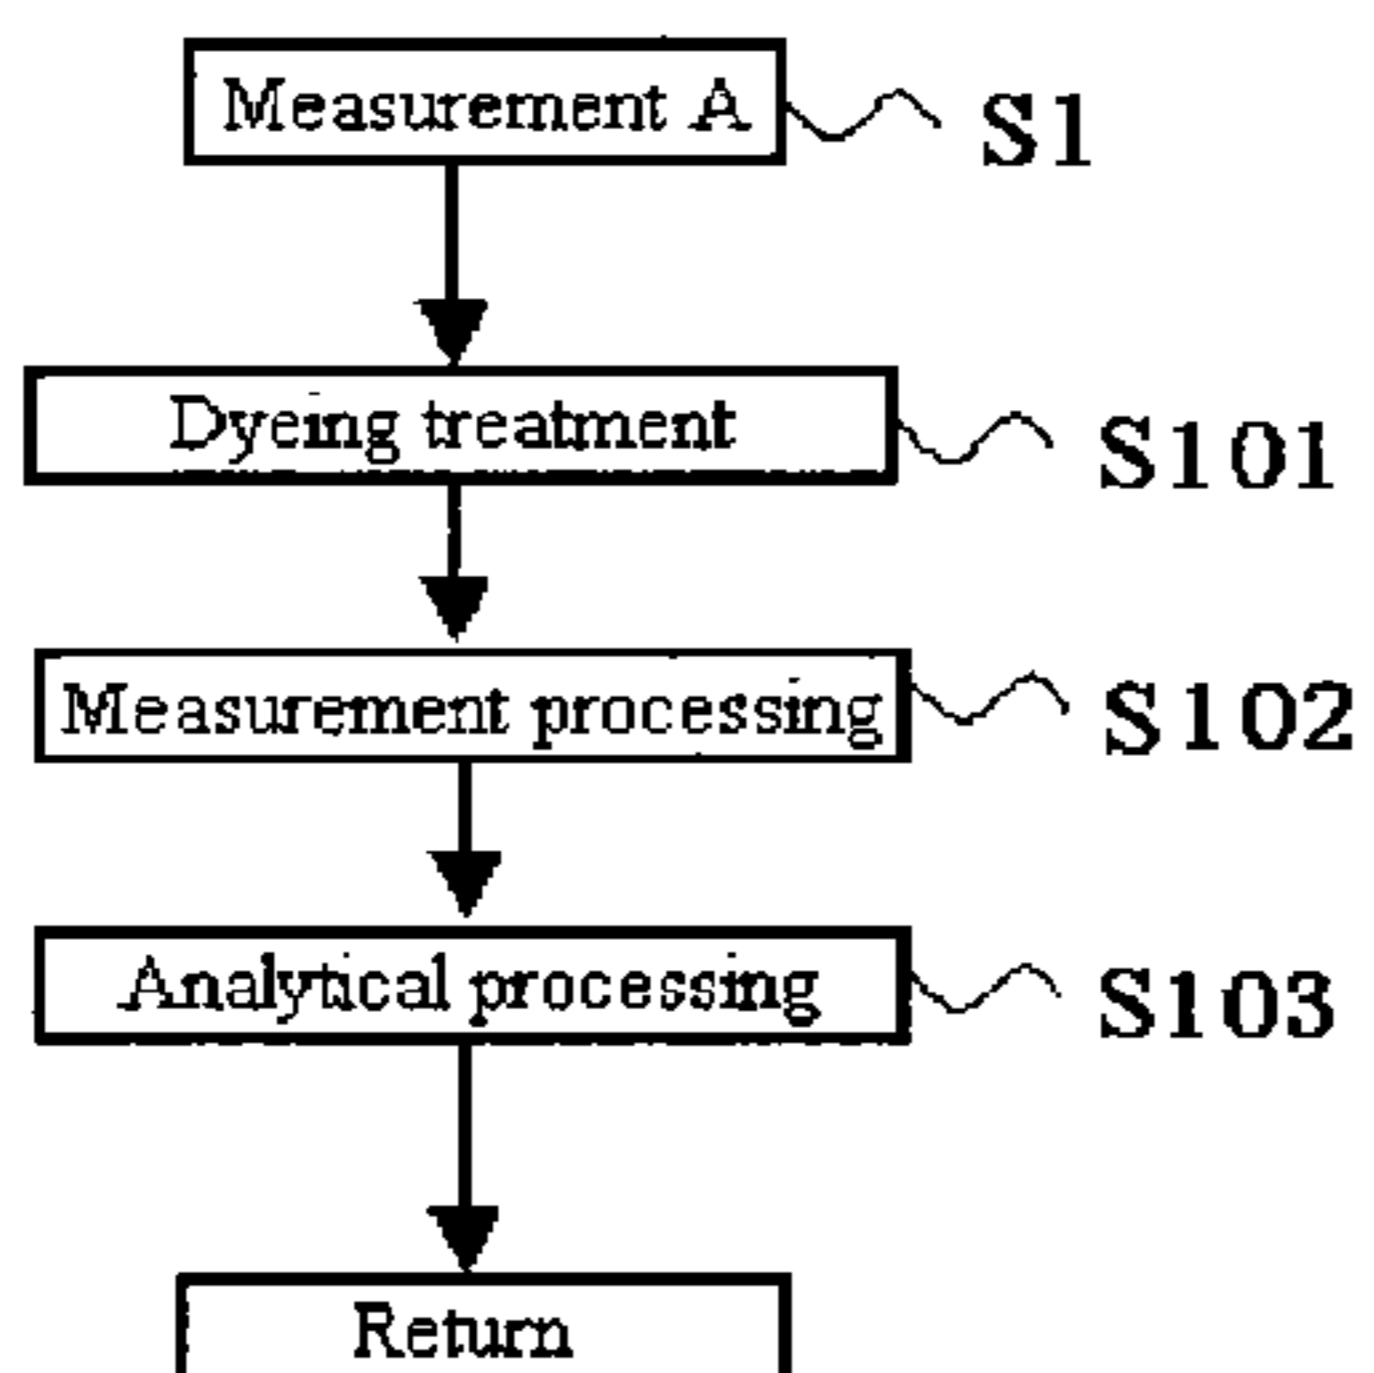 Measurement A S1
Dyeing treatment S101
Measurement processing S102
Analytical processing S103
Return